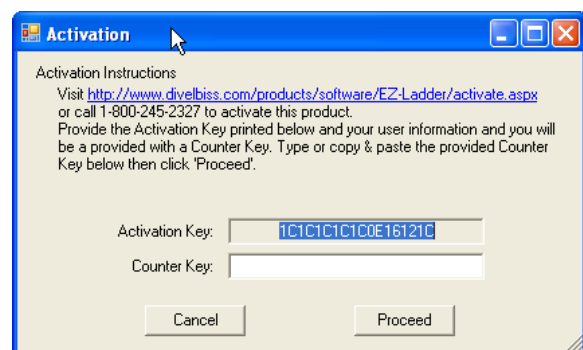 Activation
Activation Instructions
Visit http://www.divelbiss.com/products/software/EZ-Ladder/activate.aspx
or call 1-800-245-2327 to activate this product.
Provide the Activation Key printed below and your user information and you will
be a provided with a Counter Key. Type or copy & paste the provided Counter
Key below then click 'Proceed'.
Activation Key: 1C1C1C1C1C0E16121C
Counter Key:
Cancel Proceed